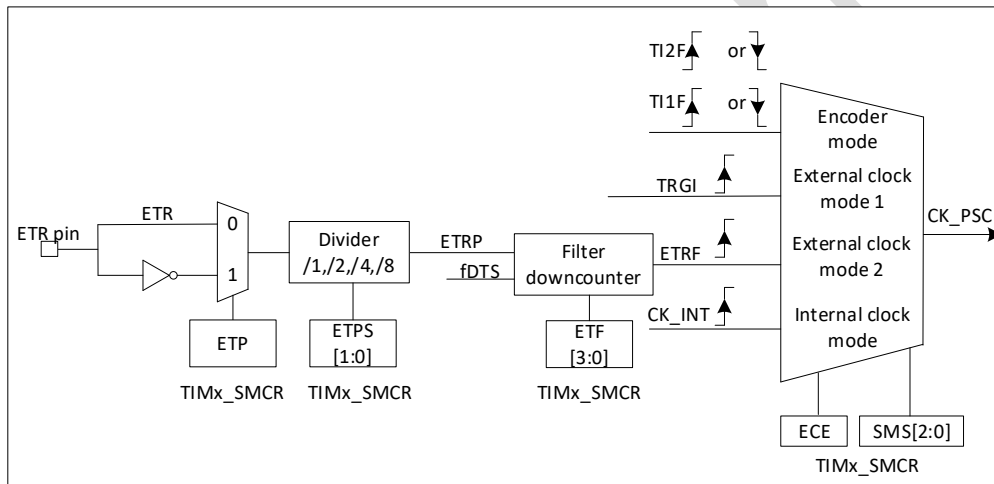 TI2F or
TI1F or
Encoder
mode
TRGI
External clock
mode 1
ETR pin
ETR
0
1
Divider
/1,/2,/4,/8
ETRP
fDTS
Filter
downcounter
ETRF
External clock
mode 2
CK_PSC
CK_INT
Internal clock
mode
ETP
TIMx_SMCR
ETPS
[1:0]
TIMx_SMCR
ETF
[3:0]
TIMx_SMCR
ECE
SMS[2:0]
TIMx_SMCR